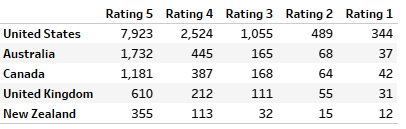 Rating 5 Rating 4 Rating 3 Rating 2 Rating 1
United States 7,923 2,524 1,055 489 344
Australia 1,732 445 165 68 37
Canada 1,181 387 168 64 42
United Kingdom 610 212 111 55 31
New Zealand 355 113 32 15 12